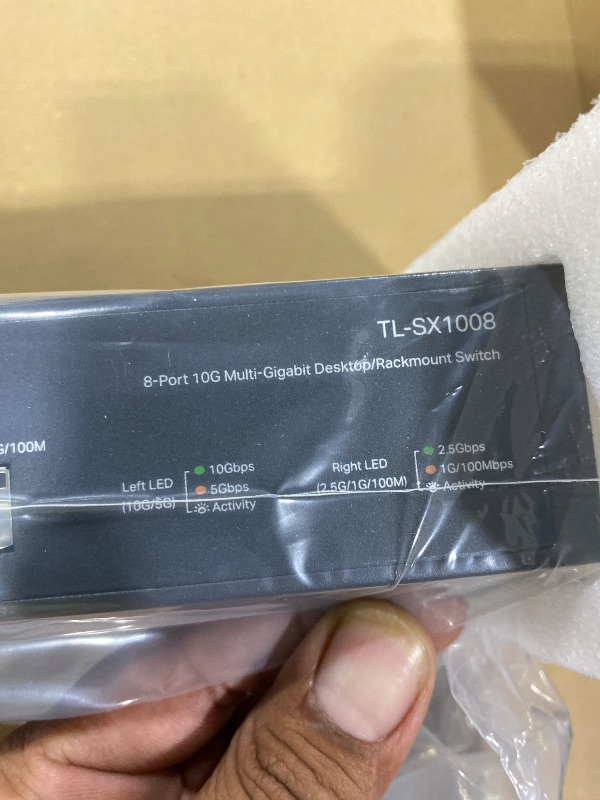 TL-SX1008
8-Port 10G Multi-Gigabit Desktop/Rackmount Switch
G/100M
Left LED
(10G/5G)
10Gbps
5Gbps
Activity
Right LED
(2.5G/1G/100M)
2.5Gbps
1G/100Mbps
Activity